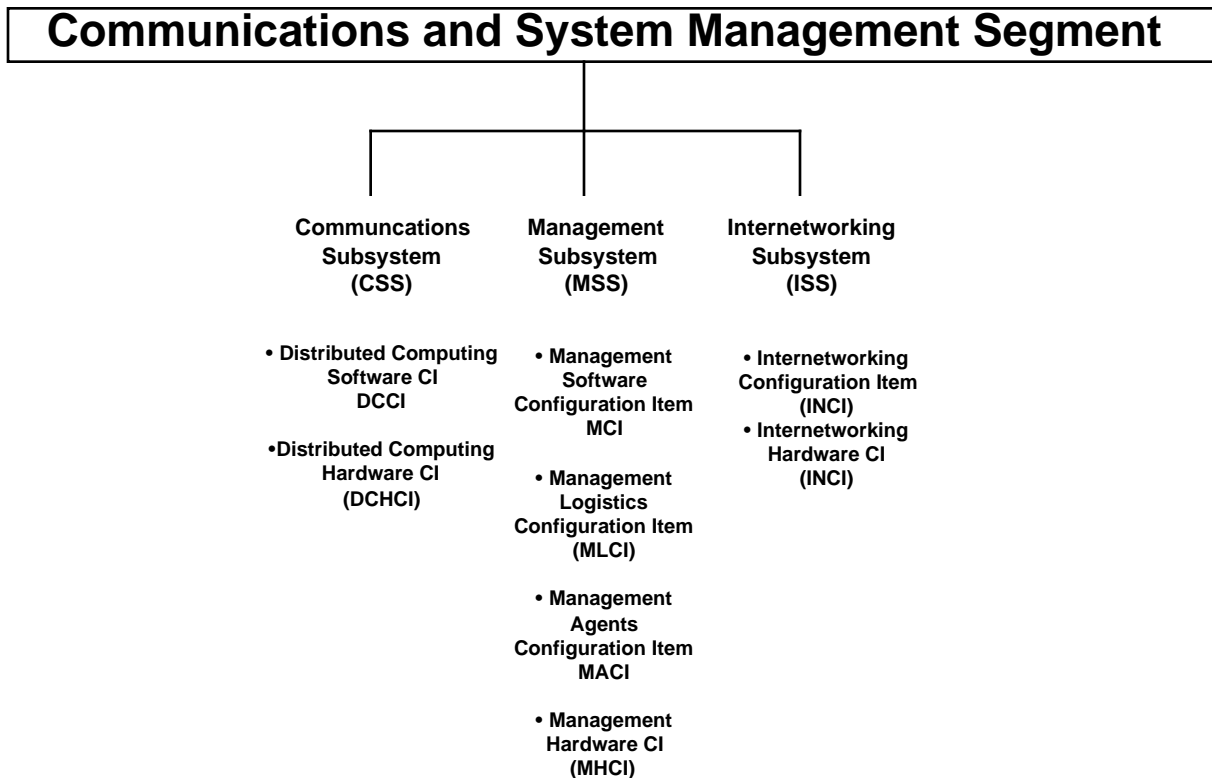 Communications and System Management Segment
Communcations
Subsystem
(CSS)
• Distributed Computing
Software CI
DCCI
•Distributed Computing
Hardware CI
(DCHCI)
Management
Subsystem
(MSS)
• Management
Software
Configuration Item
MCI
• Management
Logistics
Configuration Item
(MLCI)
• Management
Agents
Configuration Item
MACI
• Management
Hardware CI
(MHCI)
Internetworking
Subsystem
(ISS)
• Internetworking
Configuration Item
(INCI)
• Internetworking
Hardware CI
(INCI)